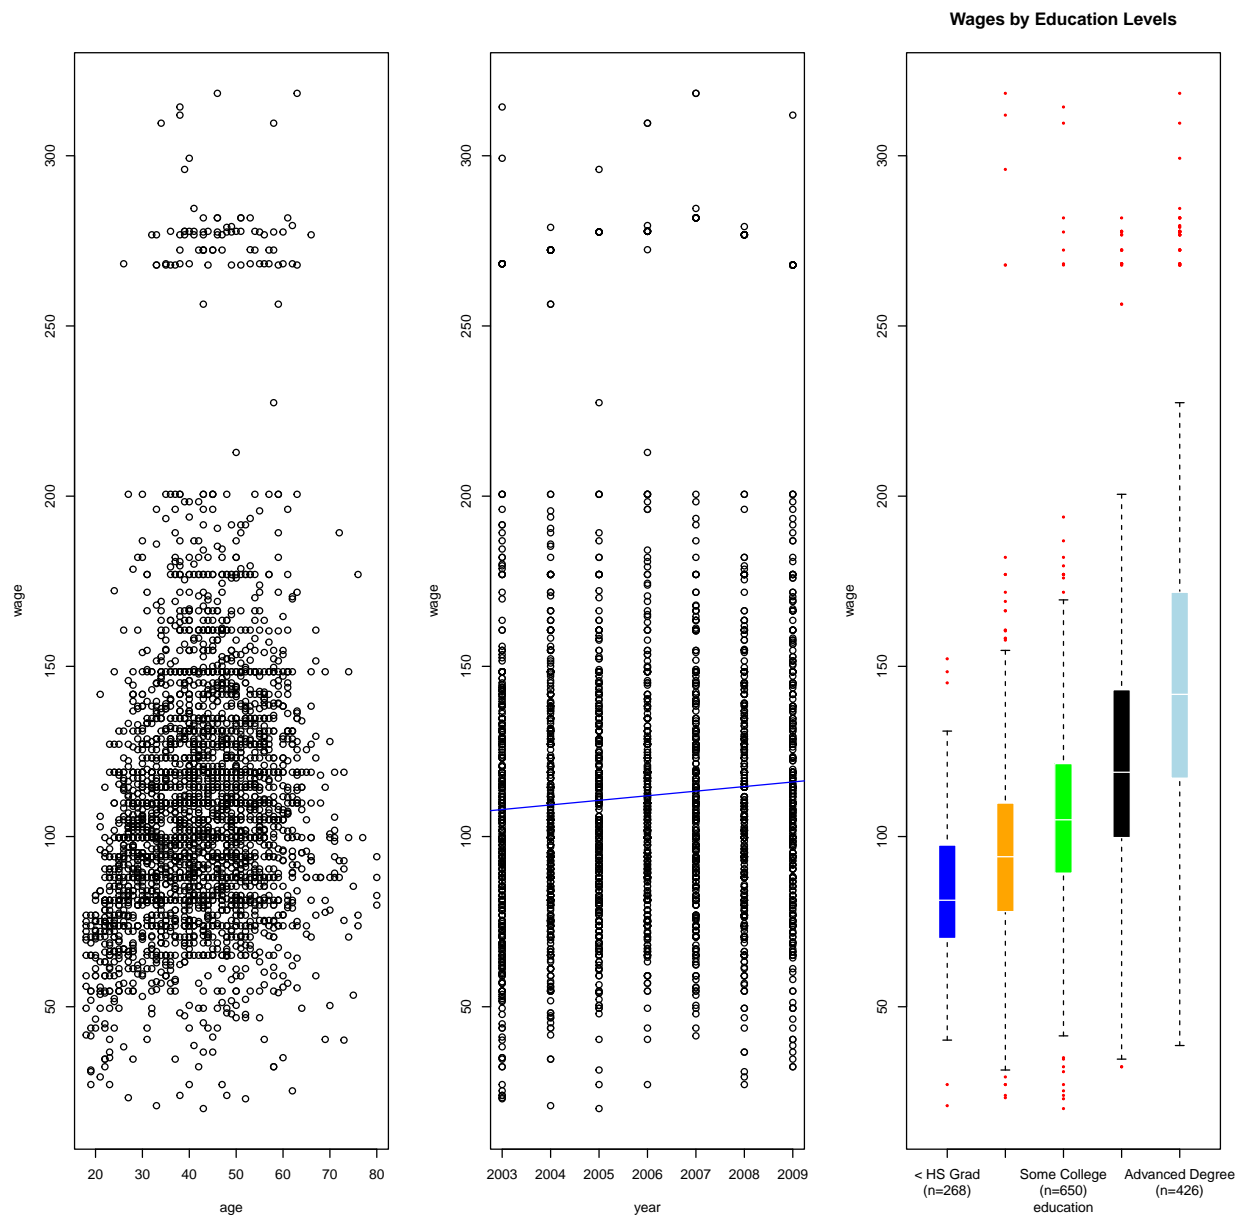 Wages by Education Levels
wage
300
250
200
150
100
50
20 30 40 50 60 70 80
age
wage
300
250
200
150
100
50
2003 2004 2005 2006 2007 2008 2009
year
wage
300
250
200
150
100
50
< HS Grad
(n=268)
Some College
(n=650)
Advanced Degree
(n=426)
education